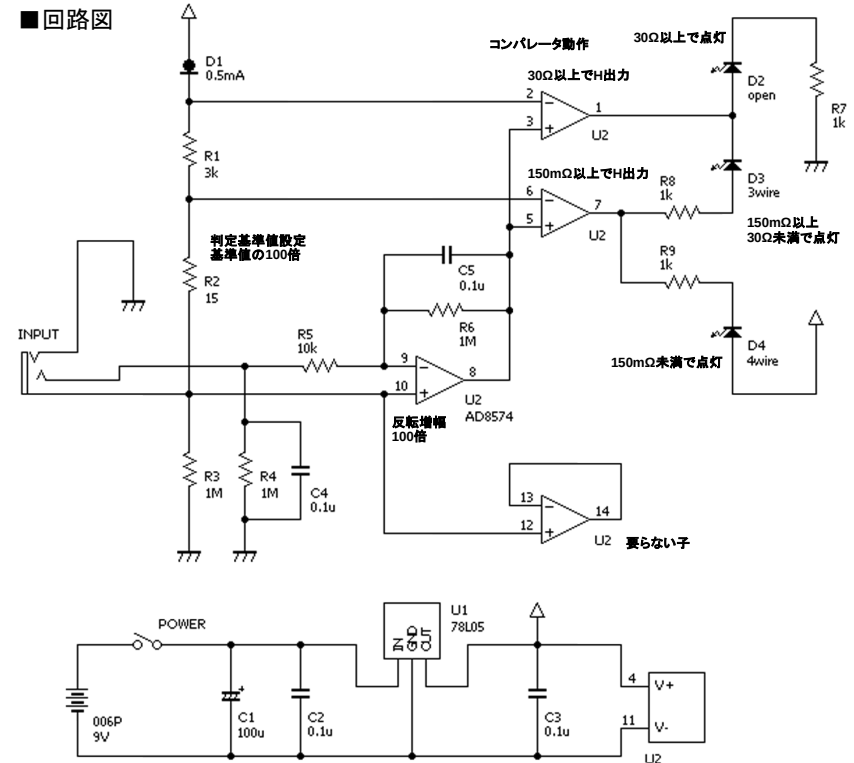 ■回路図
D1
0.5mA
コンパレータ動作
30Ω以上で点灯
30Ω以上でH出力
2
3
1
U2
D2
open
R7
1k
R1
3k
150mΩ以上でH出力
6
5
7
U2
R8
1k
D3
3wire
150mΩ以上
30Ω未満で点灯
判定基準値設定
基準値の100倍
R2
15
C5
0.1u
R9
1k
INPUT
R5
10k
R6
1M
9
10
8
U2
AD8574
D4
4wire
150mΩ未満で点灯
反転増幅
100倍
R3
1M
R4
1M
C4
0.1u
13
12
14
U2
要らない子
POWER
U1
78L05
IN
GND
OUT
006P
9V
+
C1
100u
C2
0.1u
C3
0.1u
4
11
V+
V-
U2